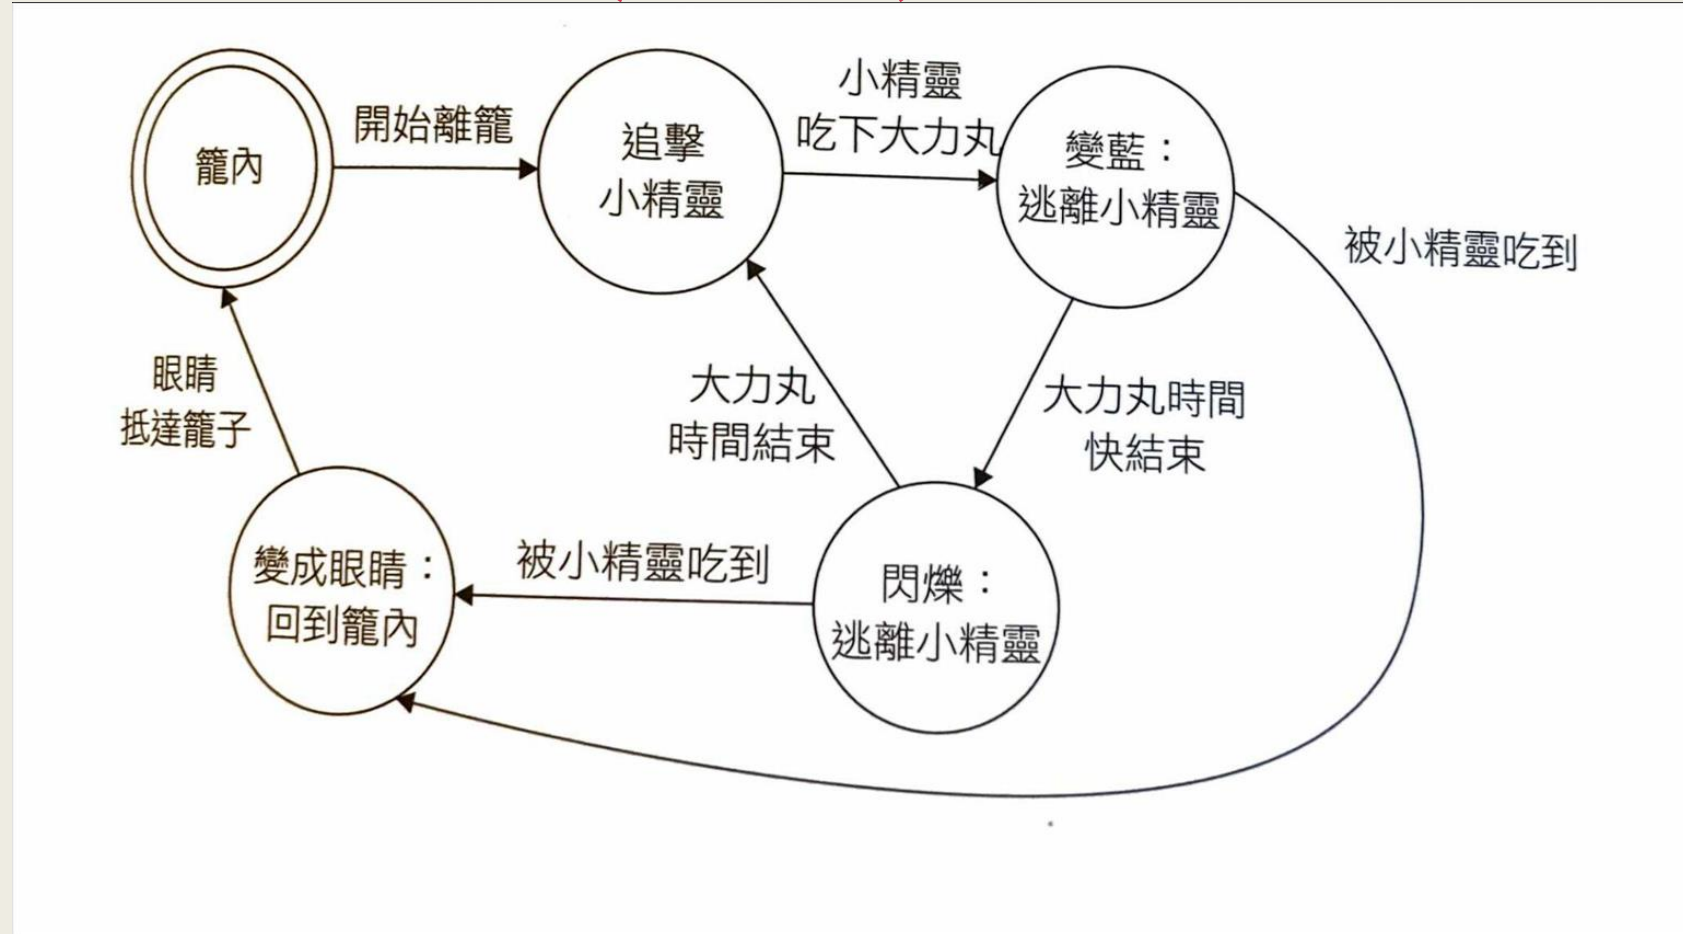 籠內
開始離籠
追擊
小精靈
小精靈
吃下大力丸
變藍：
逃離小精靈
被小精靈吃到
眼睛
抵達籠子
大力丸
時間結束
大力丸時間
快結束
變成眼睛：
回到籠內
被小精靈吃到
閃爍：
逃離小精靈